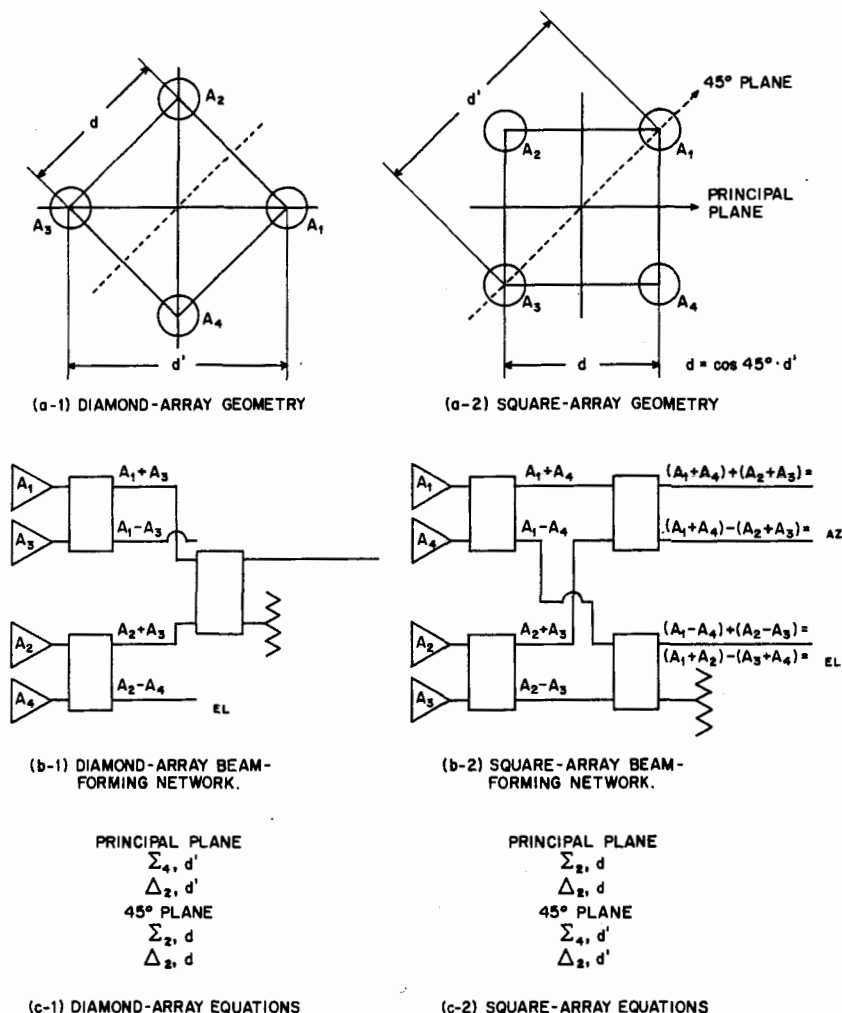 d
A₂
A₃
A₁
A₄
d'
(a-1) DIAMOND-ARRAY GEOMETRY
d'
45° PLANE
A₂
A₁
PRINCIPAL
PLANE
A₃
A₄
d
d = cos 45° · d'
(a-2) SQUARE-ARRAY GEOMETRY
A₁
A₃
A₁+A₃
A₁−A₃
A₂
A₄
A₂+A₃
A₂−A₄
EL
(b-1) DIAMOND-ARRAY BEAM-
FORMING NETWORK.
A₁
A₄
A₁+A₄
A₁−A₄
(A₁+A₄)+(A₂+A₃)=
(A₁+A₄)−(A₂+A₃)=
AZ
A₂
A₃
A₂+A₃
A₂−A₃
(A₁−A₄)+(A₂−A₃)=
(A₁+A₂)−(A₃+A₄)=
EL
(b-2) SQUARE-ARRAY BEAM-
FORMING NETWORK.
PRINCIPAL PLANE
Σ₄, d'
Δ₂, d'
45° PLANE
Σ₂, d
Δ₂, d
(c-1) DIAMOND-ARRAY EQUATIONS
PRINCIPAL PLANE
Σ₂, d
Δ₂, d
45° PLANE
Σ₄, d'
Δ₂, d'
(c-2) SQUARE-ARRAY EQUATIONS